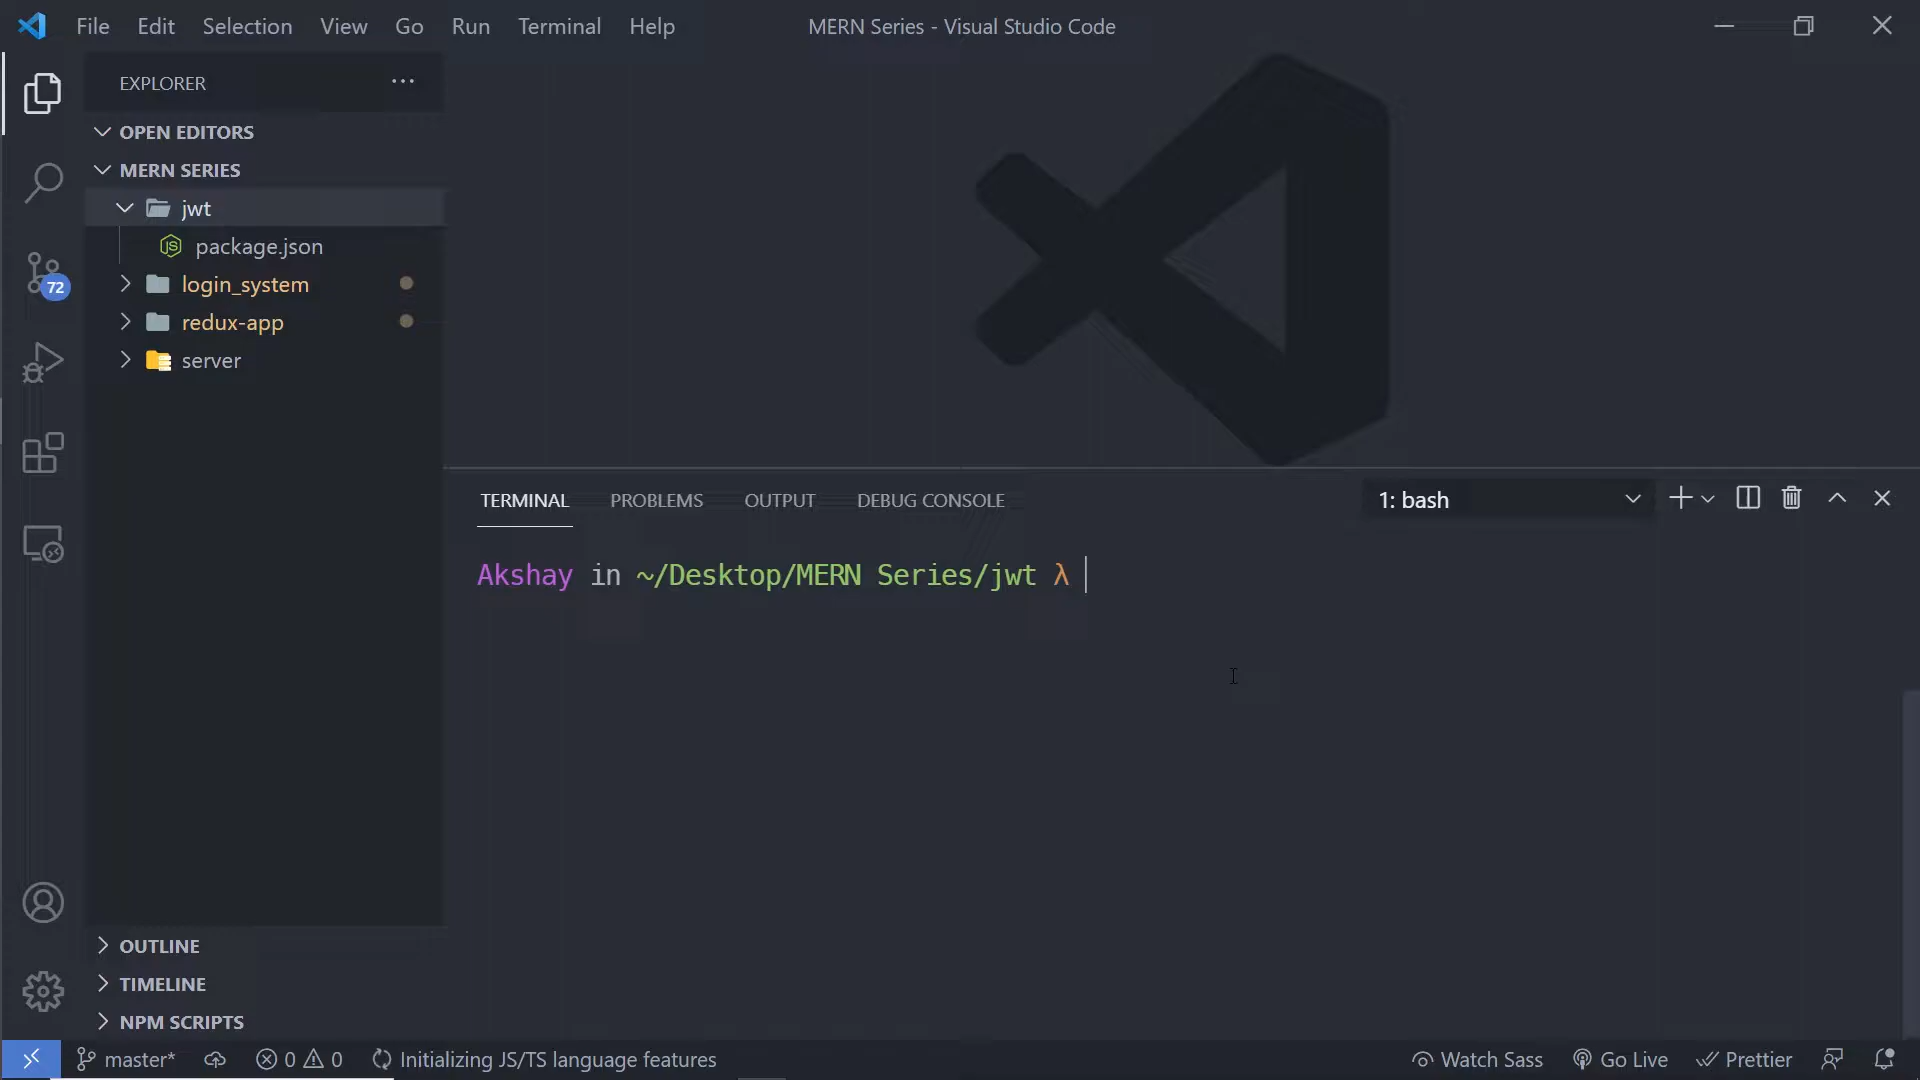 File Edit Selection View Go Run Terminal Help MERN Series - Visual Studio Code
EXPLORER
OPEN EDITORS
MERN SERIES
jwt
package.json
login_system
redux-app
server
72
TERMINAL PROBLEMS OUTPUT DEBUG CONSOLE 1: bash
Akshay in ~/Desktop/MERN Series/jwt λ
OUTLINE
TIMELINE
NPM SCRIPTS
master* 0 0 Initializing JS/TS language features Watch Sass Go Live Prettier